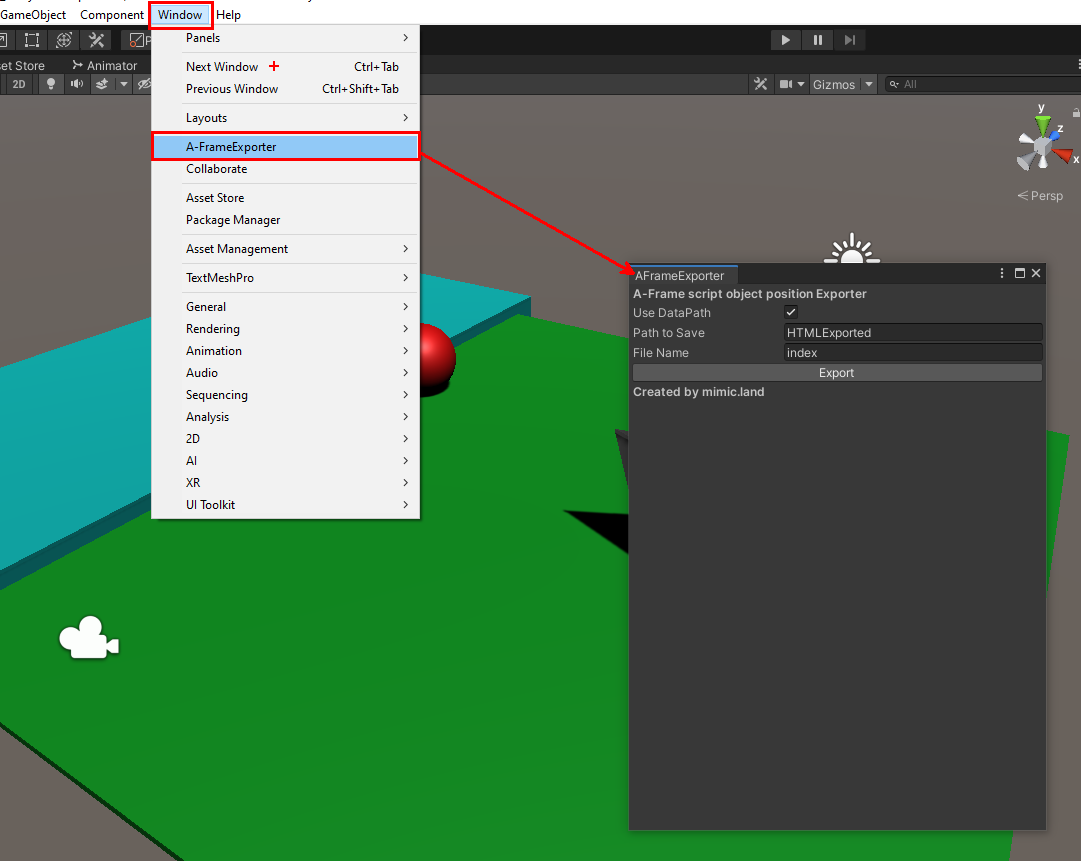 GameObject Component Window Help
et Store Animator
2D Gizmos All
Panels
Next Window Ctrl+Tab
Previous Window Ctrl+Shift+Tab
Layouts
A-FrameExporter
Collaborate
Asset Store
Package Manager
Asset Management
TextMeshPro
General
Rendering
Animation
Audio
Sequencing
Analysis
2D
AI
XR
UI Toolkit
y
z
x
Persp
AFrameExporter
A-Frame script object position Exporter
Use DataPath
Path to Save HTMLExported
File Name index
Export
Created by mimic.land